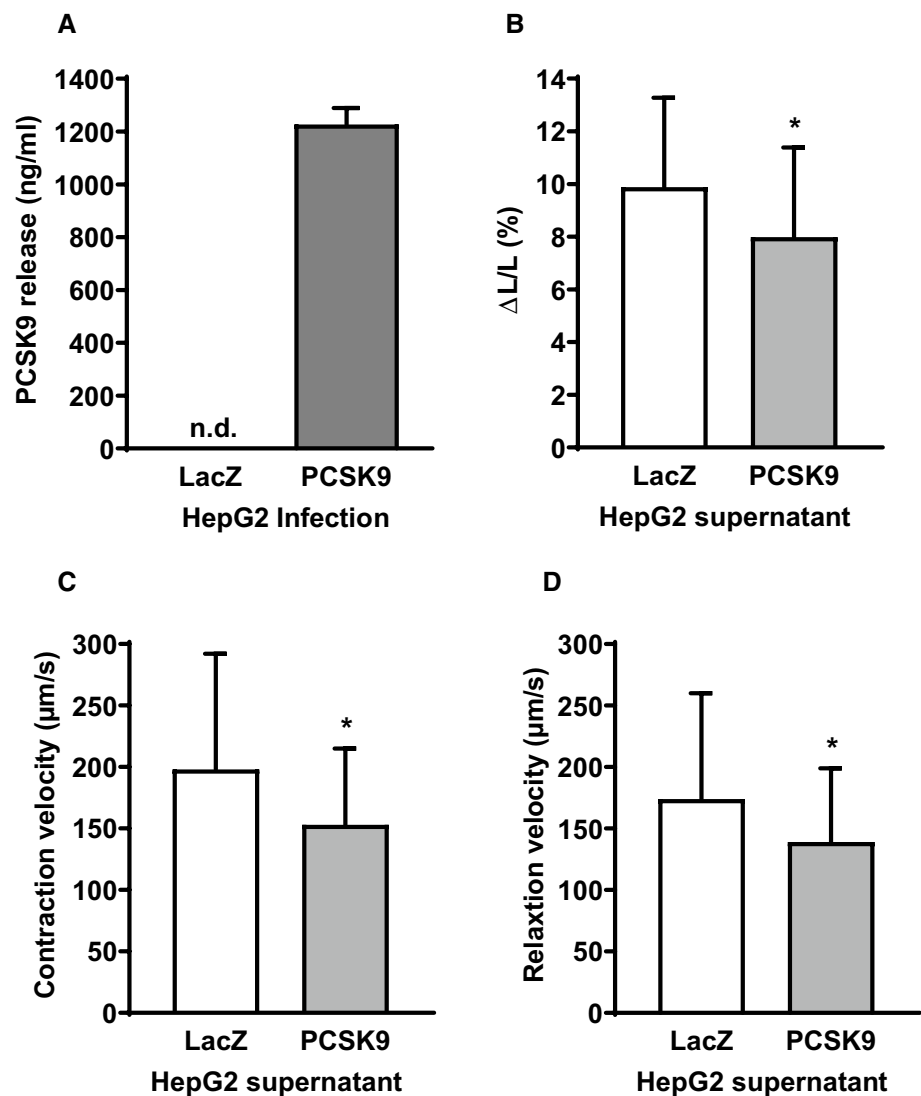 A
PCSK9 release (ng/ml)
1400
1200
1000
800
600
400
200
0
n.d.
LacZ PCSK9
HepG2 Infection
B
Δ L/L (%)
14
12
10
8
6
4
2
0
*
LacZ PCSK9
HepG2 supernatant
C
Contraction velocity (µm/s)
300
250
200
150
100
50
0
*
LacZ PCSK9
HepG2 supernatant
D
Relaxtion velocity (µm/s)
300
250
200
150
100
50
0
*
LacZ PCSK9
HepG2 supernatant